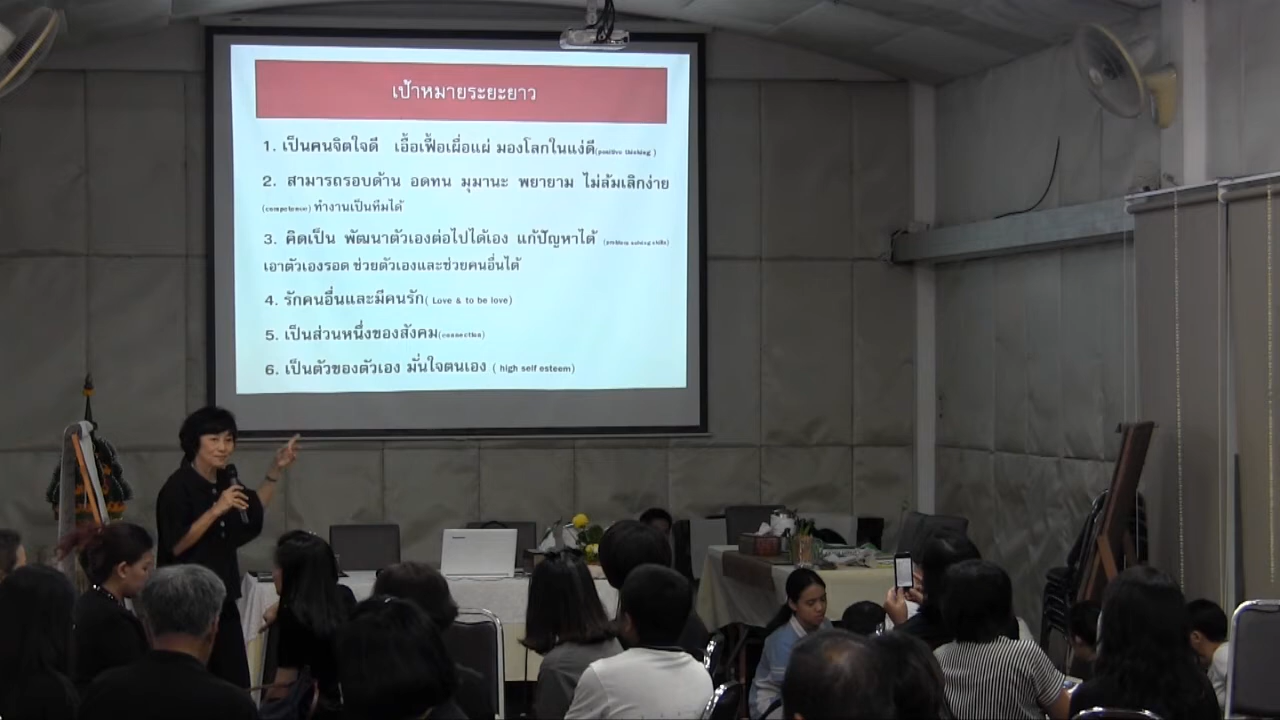 เป้าหมายระยะยาว
1. เป็นคนจิตใจดี เอื้อเฟื้อเผื่อแผ่ มองโลกในแง่ดี(positive thinking )
2. สามารถรอบด้าน อดทน มุมานะ พยายาม ไม่ล้มเลิกง่าย
(competence) ทำงานเป็นทีมได้
3. คิดเป็น พัฒนาตัวเองต่อไปได้เอง แก้ปัญหาได้ (problem solving skills)
เอาตัวเองรอด ช่วยตัวเองและช่วยคนอื่นได้
4. รักคนอื่นและมีคนรัก( Love & to be love)
5. เป็นส่วนหนึ่งของสังคม(connection)
6. เป็นตัวของตัวเอง มั่นใจตนเอง ( high self esteem)